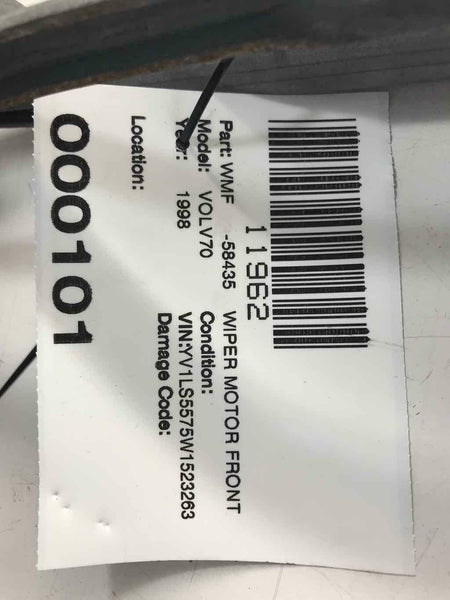 11962
Part: WMF -58435 WIPER MOTOR FRONT
Model: VOLV70 Condition:
Year: 1998 VIN:YV1LS5575W1523263
Damage Code:
Location:
000101